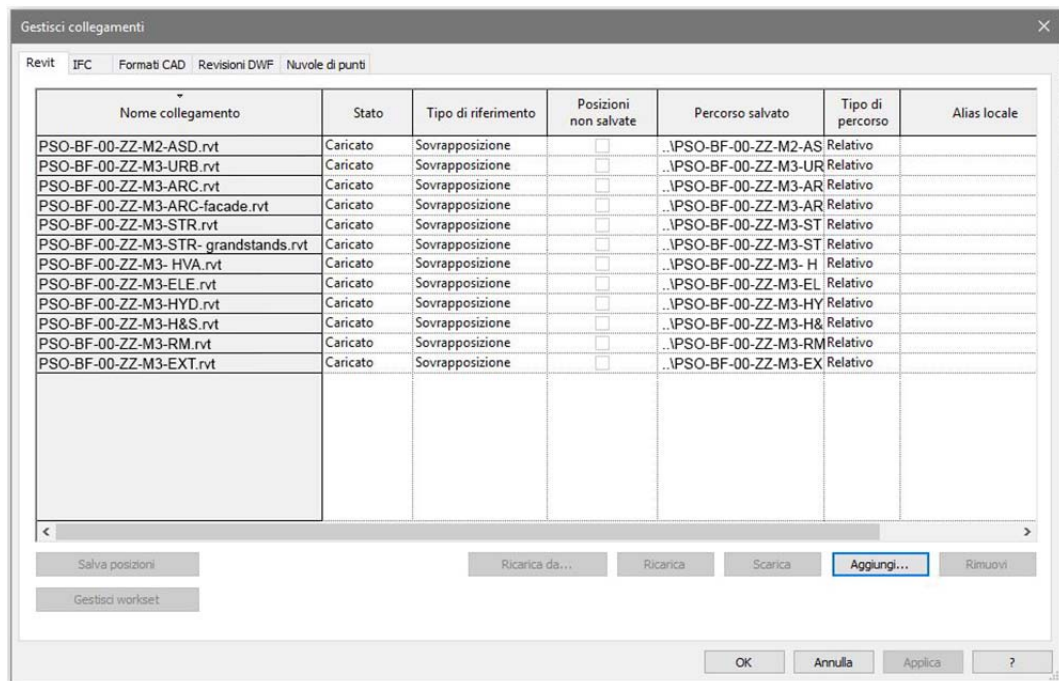 Gestisci collegamenti
Revit IFC Formati CAD Revisioni DWF Nuvole di punti
Nome collegamento Stato Tipo di riferimento Posizioni non salvate Percorso salvato Tipo di percorso Alias locale
PSO-BF-00-ZZ-M2-ASD.rvt Caricato Sovrapposizione ..\PSO-BF-00-ZZ-M2-AS Relativo
PSO-BF-00-ZZ-M3-URB.rvt Caricato Sovrapposizione ..\PSO-BF-00-ZZ-M3-UR Relativo
PSO-BF-00-ZZ-M3-ARC.rvt Caricato Sovrapposizione ..\PSO-BF-00-ZZ-M3-AR Relativo
PSO-BF-00-ZZ-M3-ARC-facade.rvt Caricato Sovrapposizione ..\PSO-BF-00-ZZ-M3-AR Relativo
PSO-BF-00-ZZ-M3-STR.rvt Caricato Sovrapposizione ..\PSO-BF-00-ZZ-M3-ST Relativo
PSO-BF-00-ZZ-M3-STR- grandstands.rvt Caricato Sovrapposizione ..\PSO-BF-00-ZZ-M3-ST Relativo
PSO-BF-00-ZZ-M3- HVA.rvt Caricato Sovrapposizione ..\PSO-BF-00-ZZ-M3- H Relativo
PSO-BF-00-ZZ-M3-ELE.rvt Caricato Sovrapposizione ..\PSO-BF-00-ZZ-M3-EL Relativo
PSO-BF-00-ZZ-M3-HYD.rvt Caricato Sovrapposizione ..\PSO-BF-00-ZZ-M3-HY Relativo
PSO-BF-00-ZZ-M3-H&S.rvt Caricato Sovrapposizione ..\PSO-BF-00-ZZ-M3-H& Relativo
PSO-BF-00-ZZ-M3-RM.rvt Caricato Sovrapposizione ..\PSO-BF-00-ZZ-M3-RM Relativo
PSO-BF-00-ZZ-M3-EXT.rvt Caricato Sovrapposizione ..\PSO-BF-00-ZZ-M3-EX Relativo
Salva posizioni Ricarica da... Ricarica Scarica Aggiungi... Rimuovi
Gestisci workset
OK Annulla Applica ?